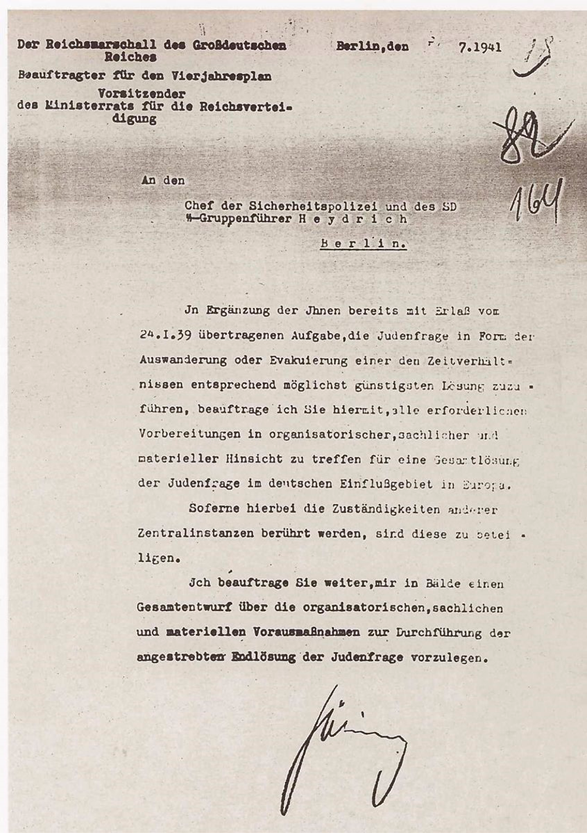 Der Reichsmarschall des Großdeutschen
Reiches
Berlin,den 7.1941
Beauftragter für den Vierjahresplan
Vorsitzender
des Ministerrats für die Reichsvertei-
digung
82
164
An den
Chef der Sicherheitspolizei und des SD
ᛋᛋ-Gruppenführer H e y d r i c h
B e r l i n.
Jn Ergänzung der Jhnen bereits mit Erlaß vom
24.I.39 übertragenen Aufgabe,die Judenfrage in Form der
Auswanderung oder Evakuierung einer den Zeitverhält-
nissen entsprechend möglichst günstigsten Lösung zuzu-
führen, beauftrage ich Sie hiermit,alle erforderlichen
Vorbereitungen in organisatorischer,sachlicher und
materieller Hinsicht zu treffen für eine Gesamtlösung
der Judenfrage im deutschen Einflußgebiet in Europa.
Soferne hierbei die Zuständigkeiten anderer
Zentralinstanzen berührt werden, sind diese zu betei-
ligen.
Jch beauftrage Sie weiter,mir in Bälde einen
Gesamtentwurf über die organisatorischen,sachlichen
und materiellen Vorausmaßnahmen zur Durchführung der
angestrebten Endlösung der Judenfrage vorzulegen.
Göring